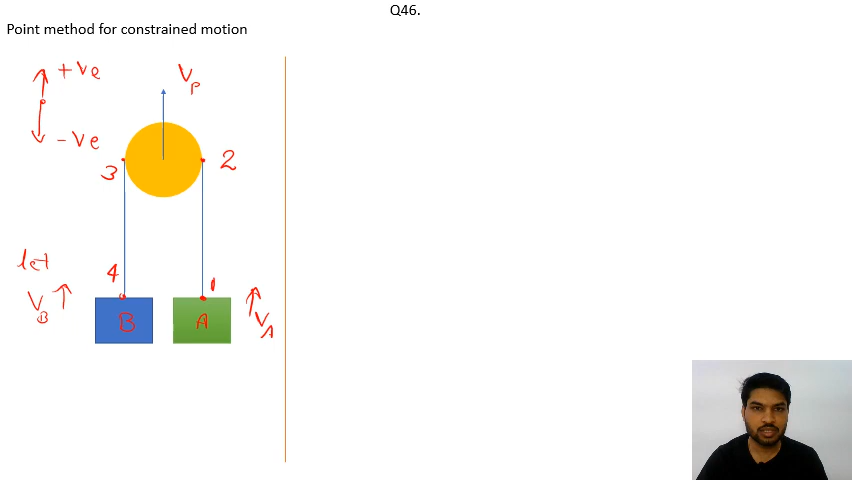 Q46.
Point method for constrained motion
+ve
Vp
-ve
3
2
let
4
1
VB
B
A
VA